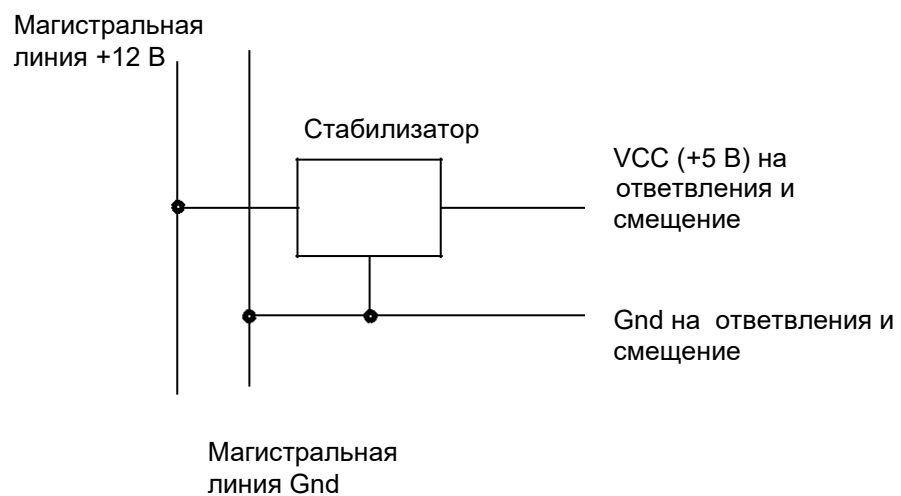 Магистральная
линия +12 В
Стабилизатор
VCC (+5 В) на
ответвления и
смещение
Gnd на ответвления и
смещение
Магистральная
линия Gnd